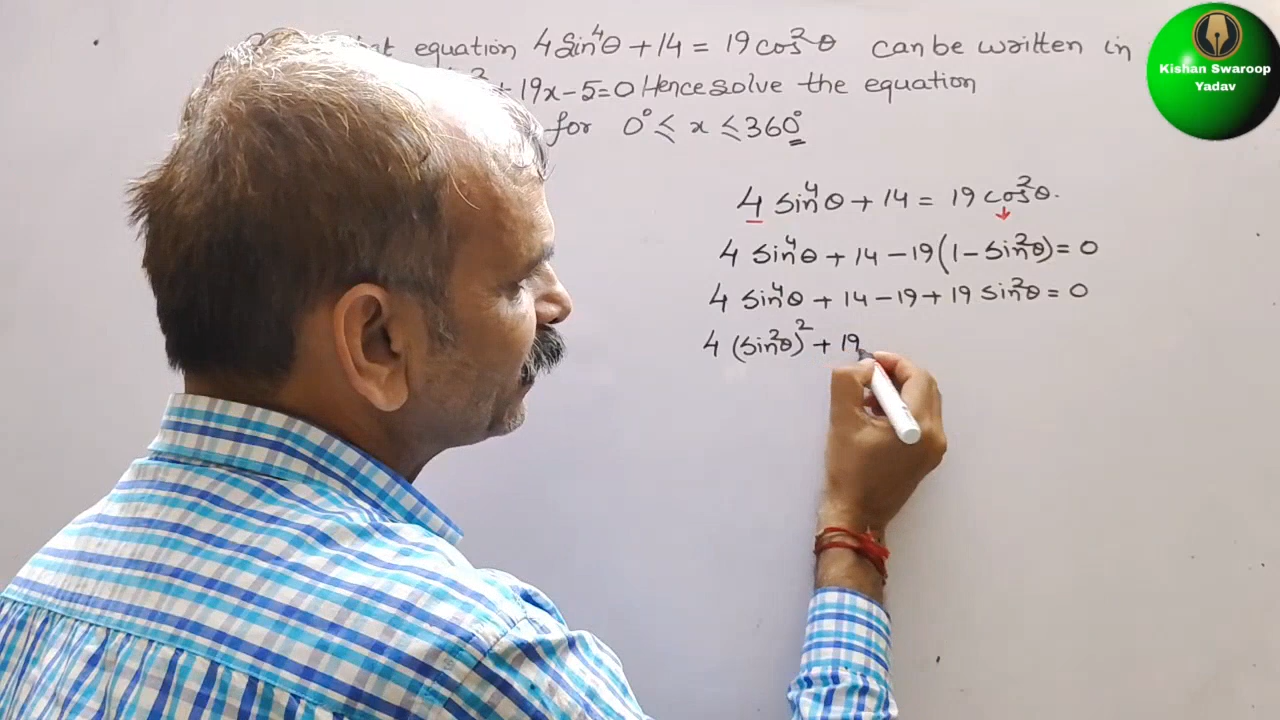 equation 4 Sin⁴θ + 14 = 19 cos²θ can be written in
+ 19x - 5 = 0 Hence solve the equation
for 0° ≤ x ≤ 360°
4 sin⁴θ + 14 = 19 cos²θ.
4 sin⁴θ + 14 - 19(1 - sin²θ) = 0
4 sin⁴θ + 14 - 19 + 19 sin²θ = 0
4 (sin²θ)² + 19
Kishan Swaroop
Yadav